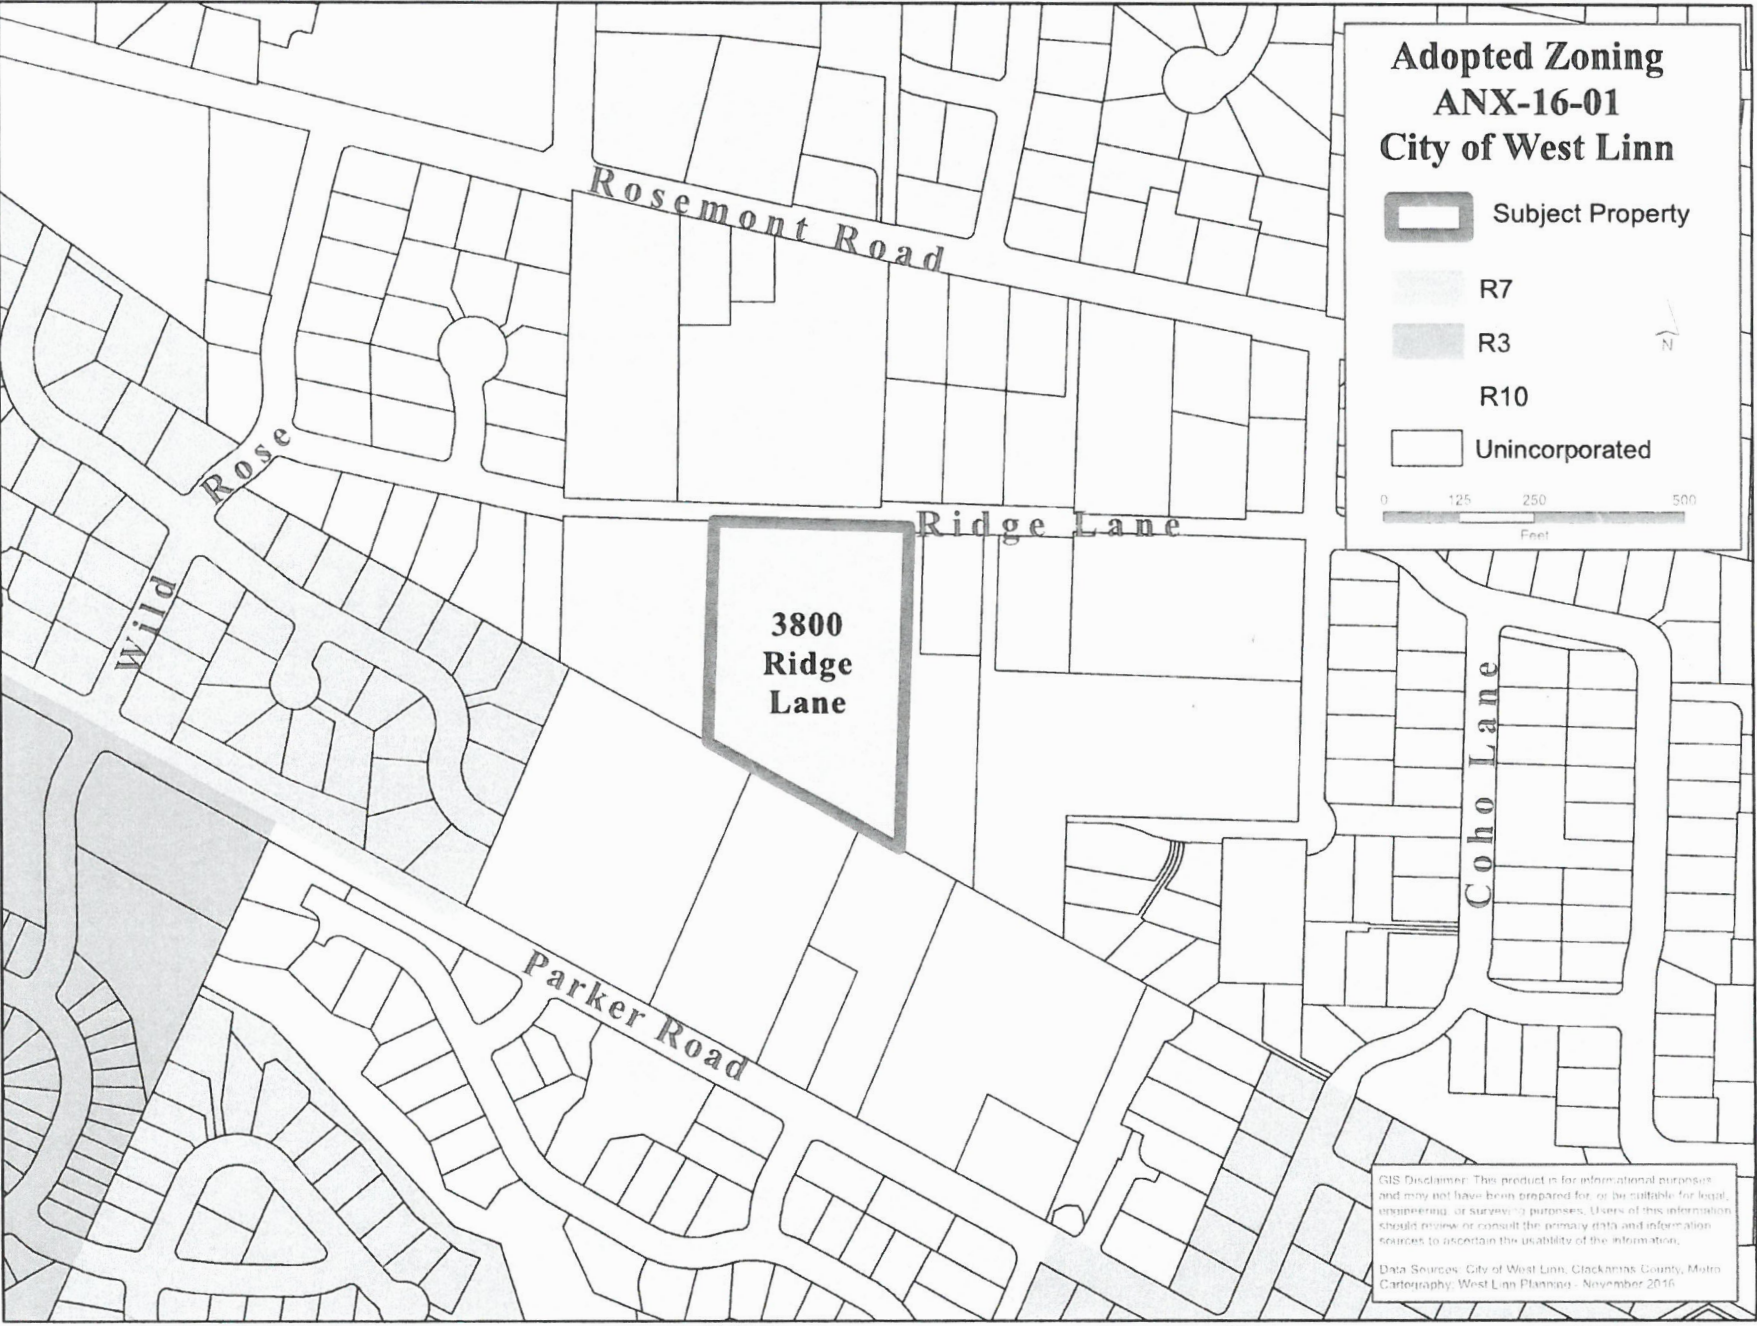 Adopted Zoning
ANX-16-01
City of West Linn
Subject Property
R7
R3
N
R10
Unincorporated
0 125 250 500
Feet
Rosemont Road
Rose
Wild
Ridge Lane
3800
Ridge
Lane
Coho Lane
Parker Road
GIS Disclaimer: This product is for informational purposes
and may not have been prepared for, or be suitable for legal,
engineering, or surveying purposes. Users of this information
should review or consult the primary data and information
sources to ascertain the usability of the information.
Data Sources: City of West Linn, Clackamas County, Metro
Cartography: West Linn Planning - November 2016